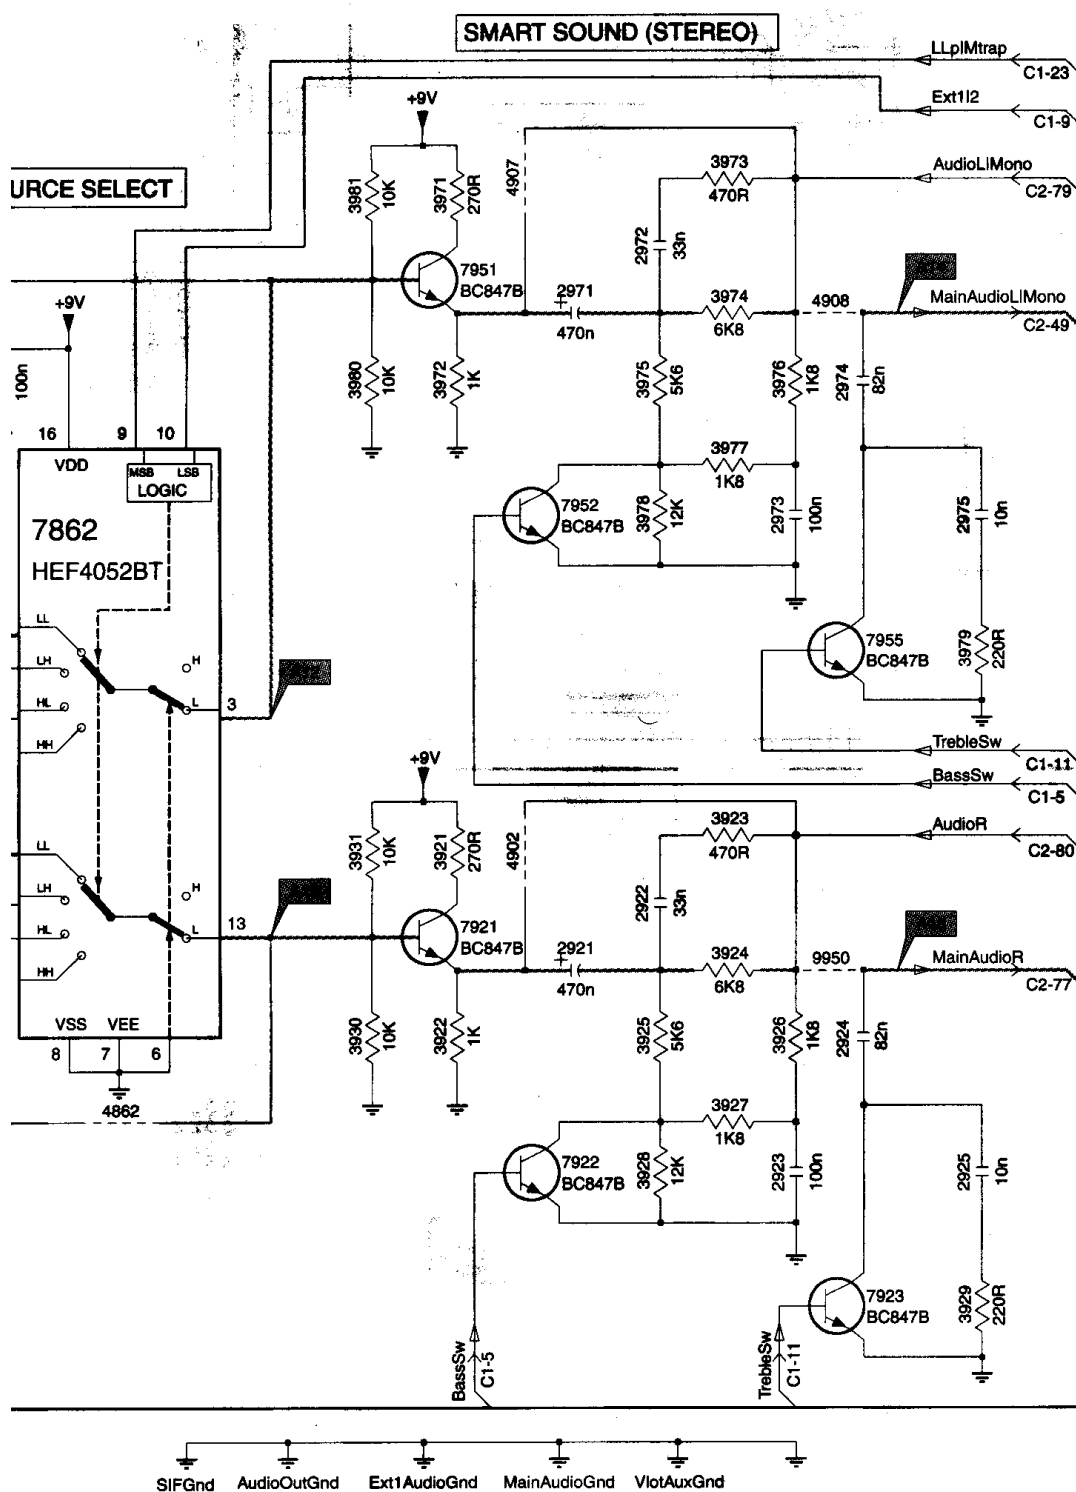 SMART SOUND (STEREO)
LLplMtrap
C1-23
Ext1I2
C1-9
+9V
URCE SELECT
3981
10K
3971
270R
4907
3973
470R
AudioLlMono
C2-79
2972
33n
7951
BC847B
+9V
+
2971
470n
3974
6K8
4908
MainAudioLlMono
C2-49
100n
3980
10K
3972
1K
3975
5K6
3976
1K8
2974
82n
16
9
10
VDD
MSB
LSB
LOGIC
3977
1K8
7952
BC847B
3978
12K
2973
100n
2975
10n
7862
HEF4052BT
LL
LH
HL
HH
H
L
3
7955
BC847B
3979
220R
TrebleSw
C1-11
BassSw
C1-5
+9V
AudioR
C2-80
3931
10K
3921
270R
4902
3923
470R
2922
33n
LL
LH
HL
HH
H
L
13
7921
BC847B
+
2921
470n
3924
6K8
9950
MainAudioR
C2-77
VSS
VEE
8
7
6
4862
3930
10K
3922
1K
3925
5K6
3926
1K8
2924
82n
3927
1K8
7922
BC847B
3928
12K
2923
100n
2925
10n
7923
BC847B
3929
220R
BassSw
C1-5
TrebleSw
C1-11
SIFGnd
AudioOutGnd
Ext1AudioGnd
MainAudioGnd
VlotAuxGnd